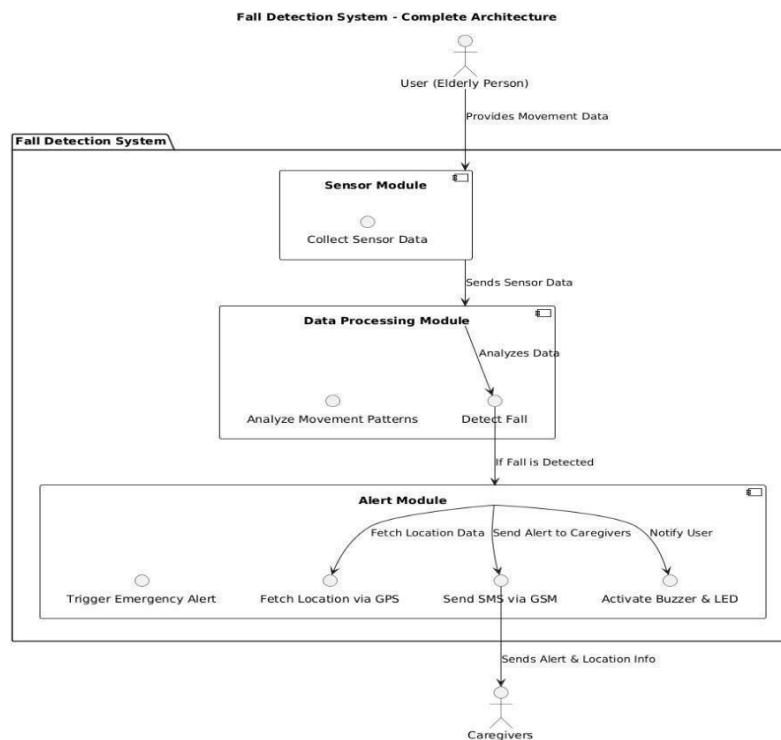 Fall Detection System - Complete Architecture
User (Elderly Person)
Provides Movement Data
Fall Detection System
Sensor Module
Collect Sensor Data
Sends Sensor Data
Data Processing Module
Analyzes Data
Analyze Movement Patterns
Detect Fall
If Fall is Detected
Alert Module
Fetch Location Data
Send Alert to Caregivers
Notify User
Trigger Emergency Alert
Fetch Location via GPS
Send SMS via GSM
Activate Buzzer & LED
Sends Alert & Location Info
Caregivers